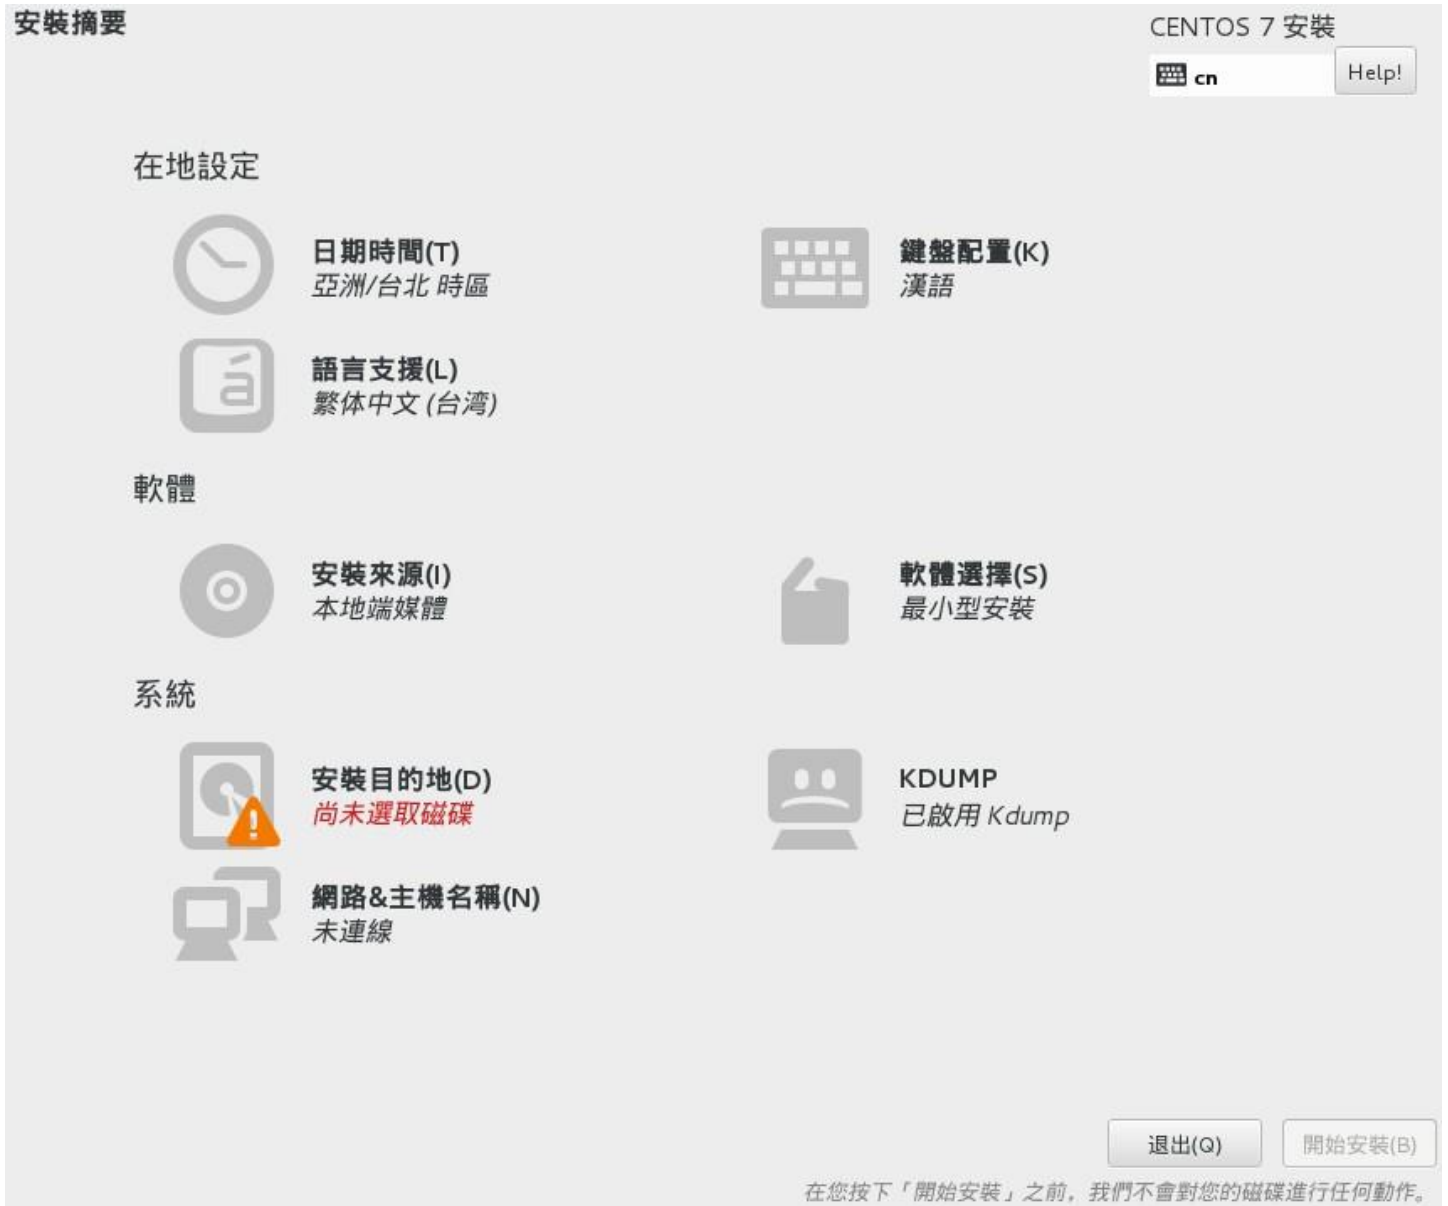 安裝摘要
CENTOS 7 安裝
cn
Help!
在地設定
日期時間(T)
亞洲/台北 時區
鍵盤配置(K)
漢語
á
語言支援(L)
繁体中文 (台湾)
軟體
安裝來源(I)
本地端媒體
軟體選擇(S)
最小型安裝
系統
安裝目的地(D)
尚未選取磁碟
KDUMP
已啟用 Kdump
網路&主機名稱(N)
未連線
退出(Q)
開始安裝(B)
在您按下「開始安裝」之前，我們不會對您的磁碟進行任何動作。